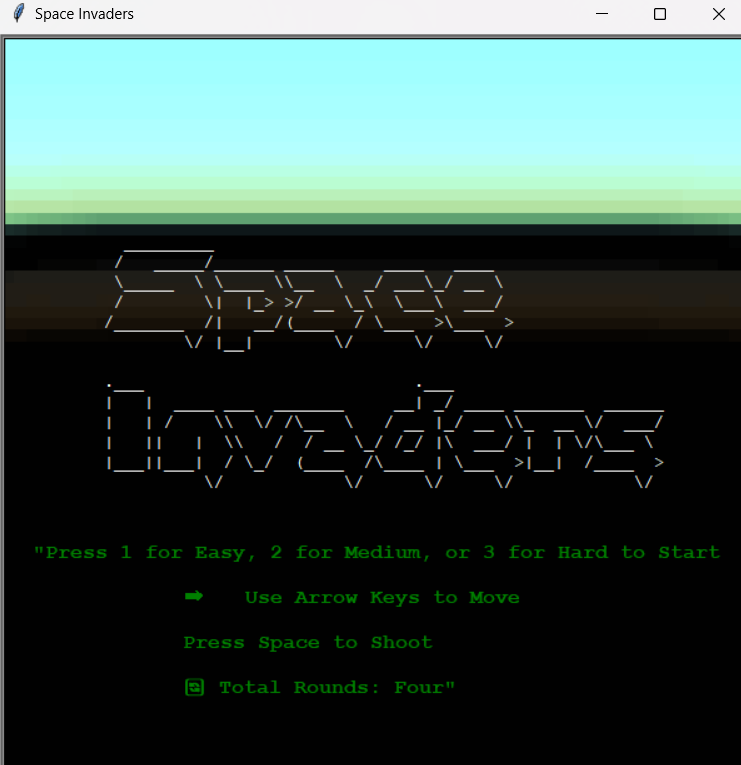 Space Invaders
Space
Invaders
"Press 1 for Easy, 2 for Medium, or 3 for Hard to Start
➡ Use Arrow Keys to Move
Press Space to Shoot
🔁 Total Rounds: Four"